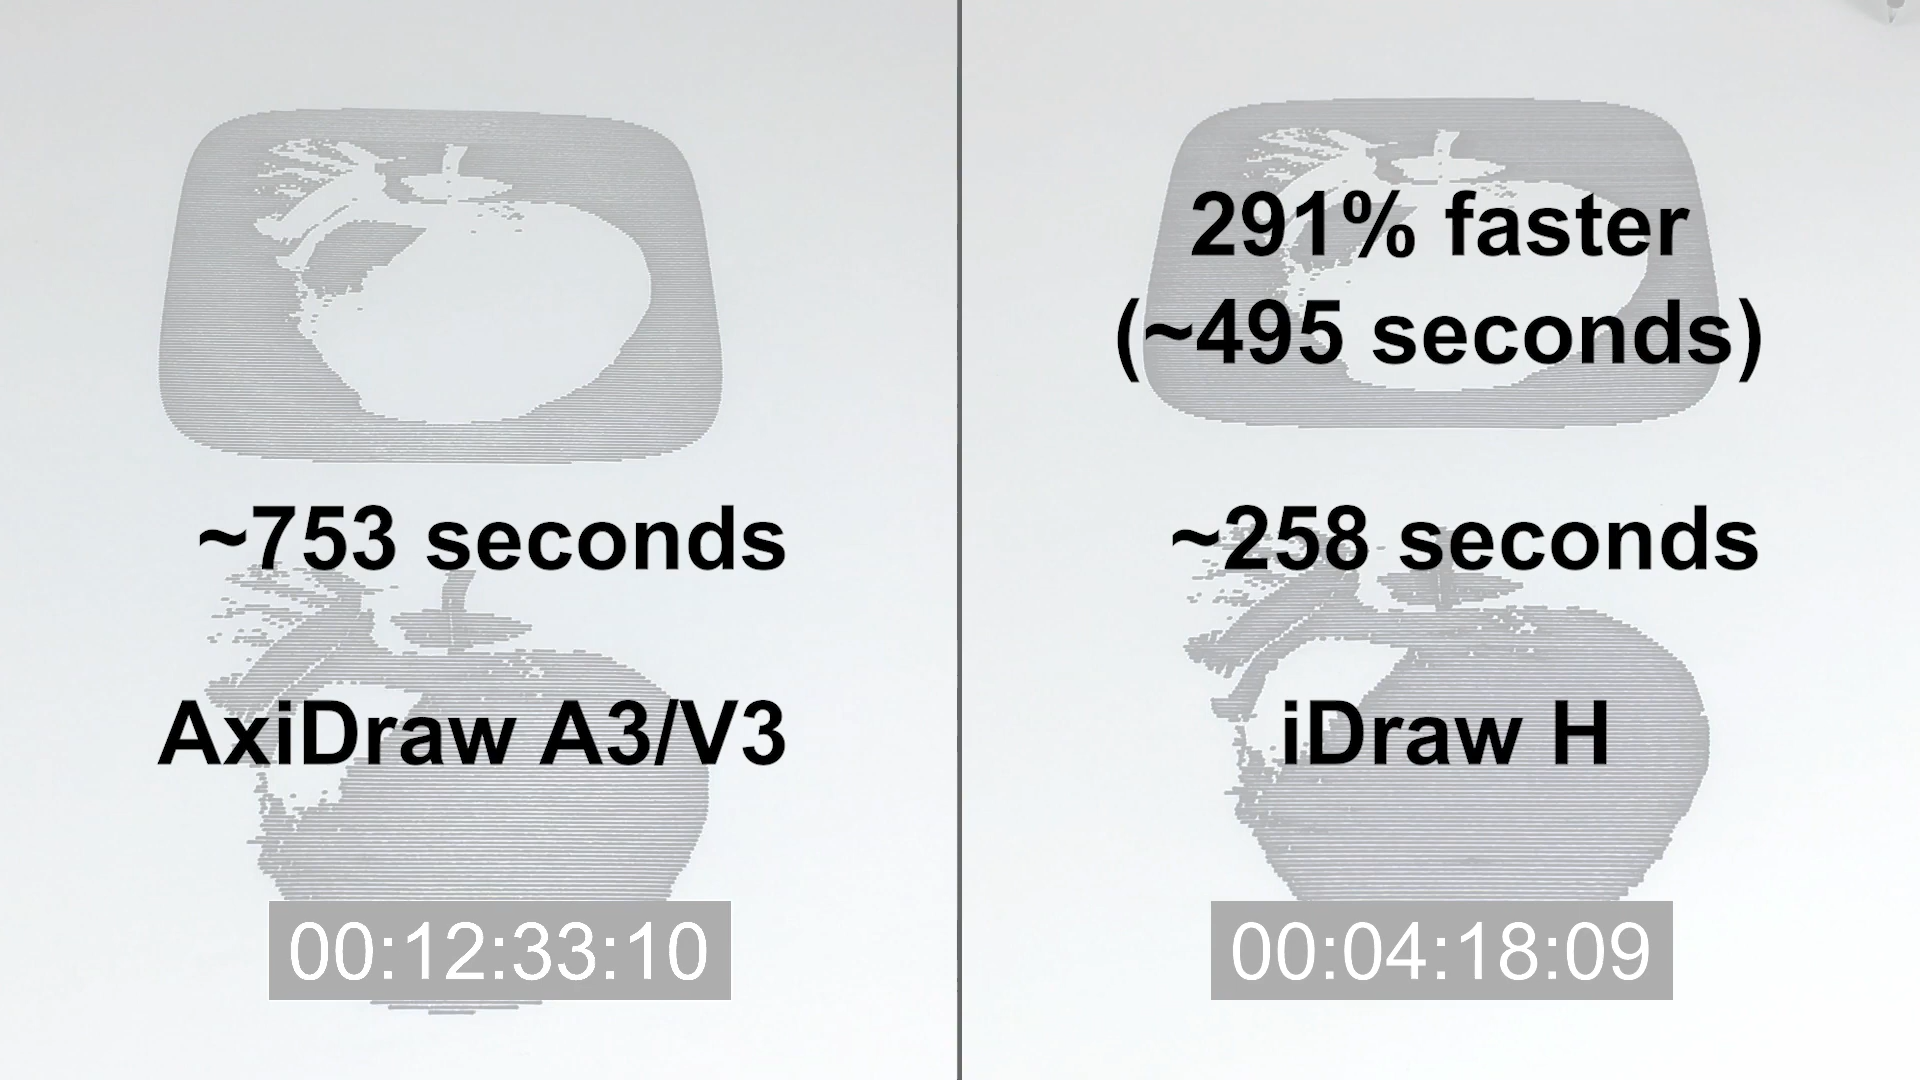 ~753 seconds
AxiDraw A3/V3
00:12:33:10
291% faster
(~495 seconds)
~258 seconds
iDraw H
00:04:18:09